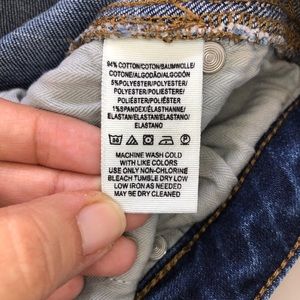 94% COTTON/COTON/BAUMWOLLE/
COTONE/ALGODÃO/ALGODÓN
5%POLYESTER/POLYESTER/
POLYESTER/POLIESTERE/
POLIÉSTER/POLIÉSTER
1%SPANDEX/ÉLASTHANNE/
ELASTAN/ELASTAN/ELASTANO/
ELASTANO
30
P
MACHINE WASH COLD
WITH LIKE COLORS
USE ONLY NON-CHLORINE
BLEACH TUMBLE DRY LOW
LOW IRON AS NEEDED
MAY BE DRY CLEANED